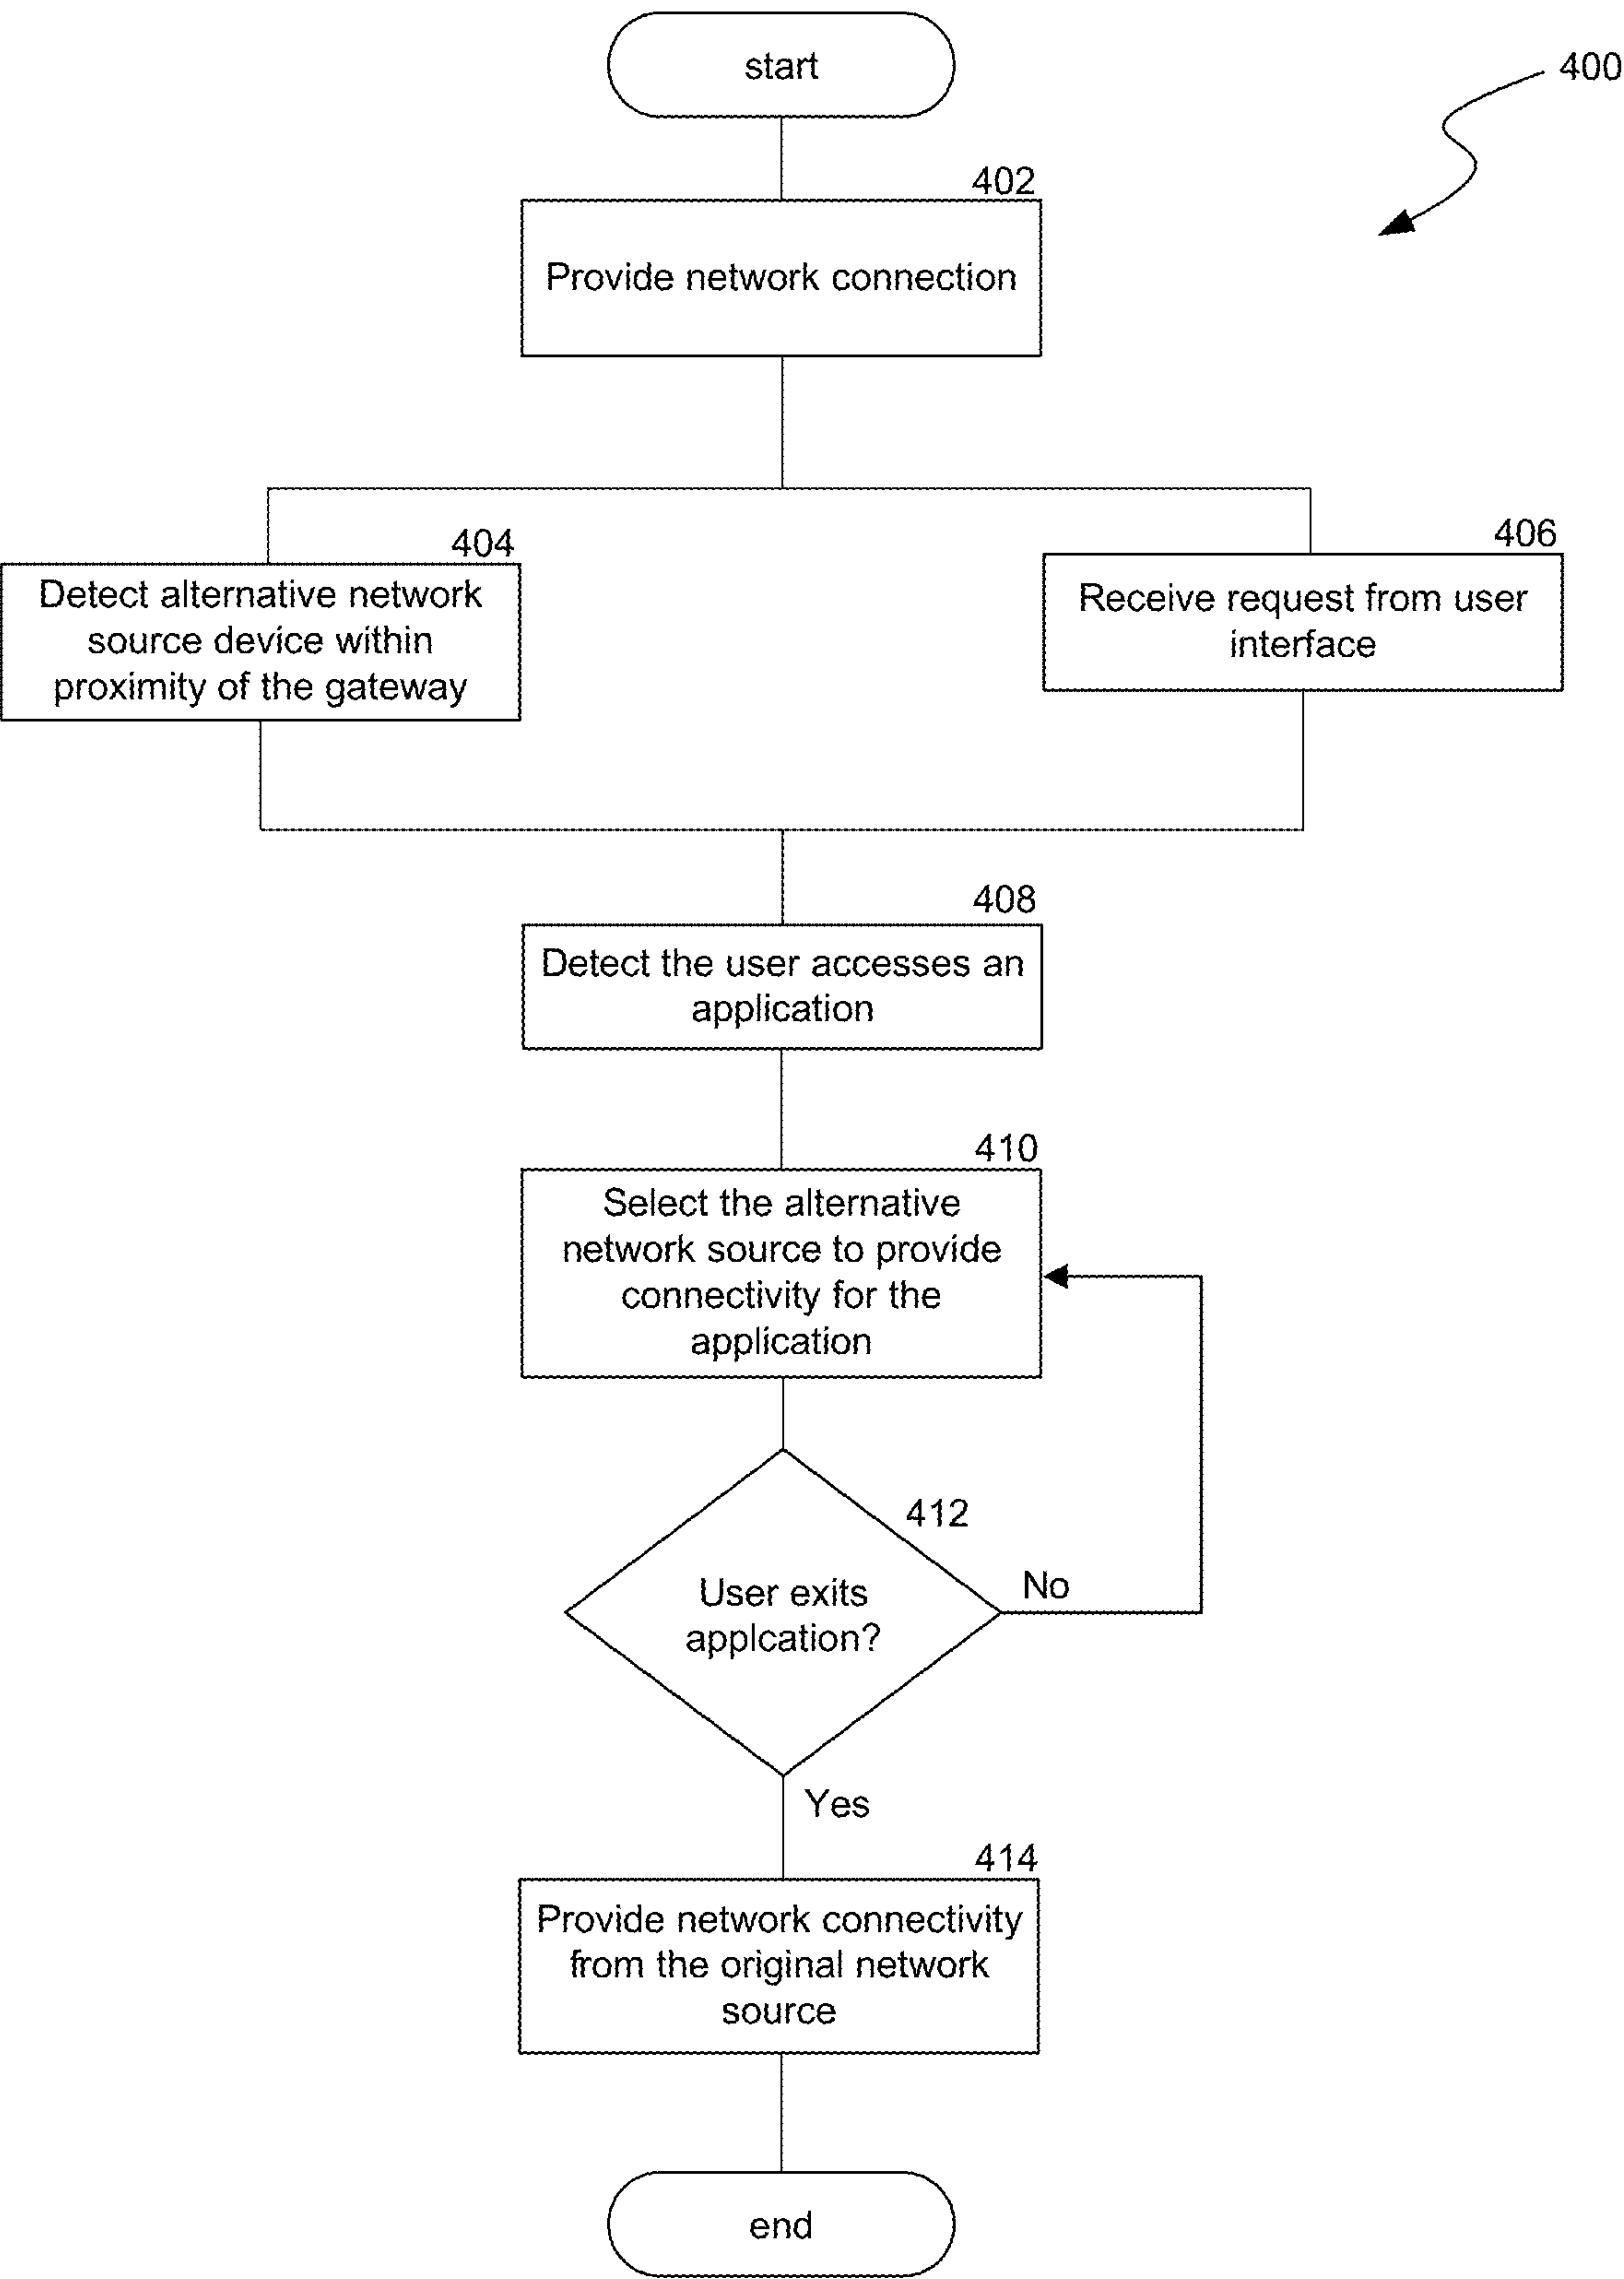 start
400
402
Provide network connection
404
Detect alternative network
source device within
proximity of the gateway
406
Receive request from user
interface
408
Detect the user accesses an
application
410
Select the alternative
network source to provide
connectivity for the
application
412
User exits
applcation?
No
Yes
414
Provide network connectivity
from the original network
source
end